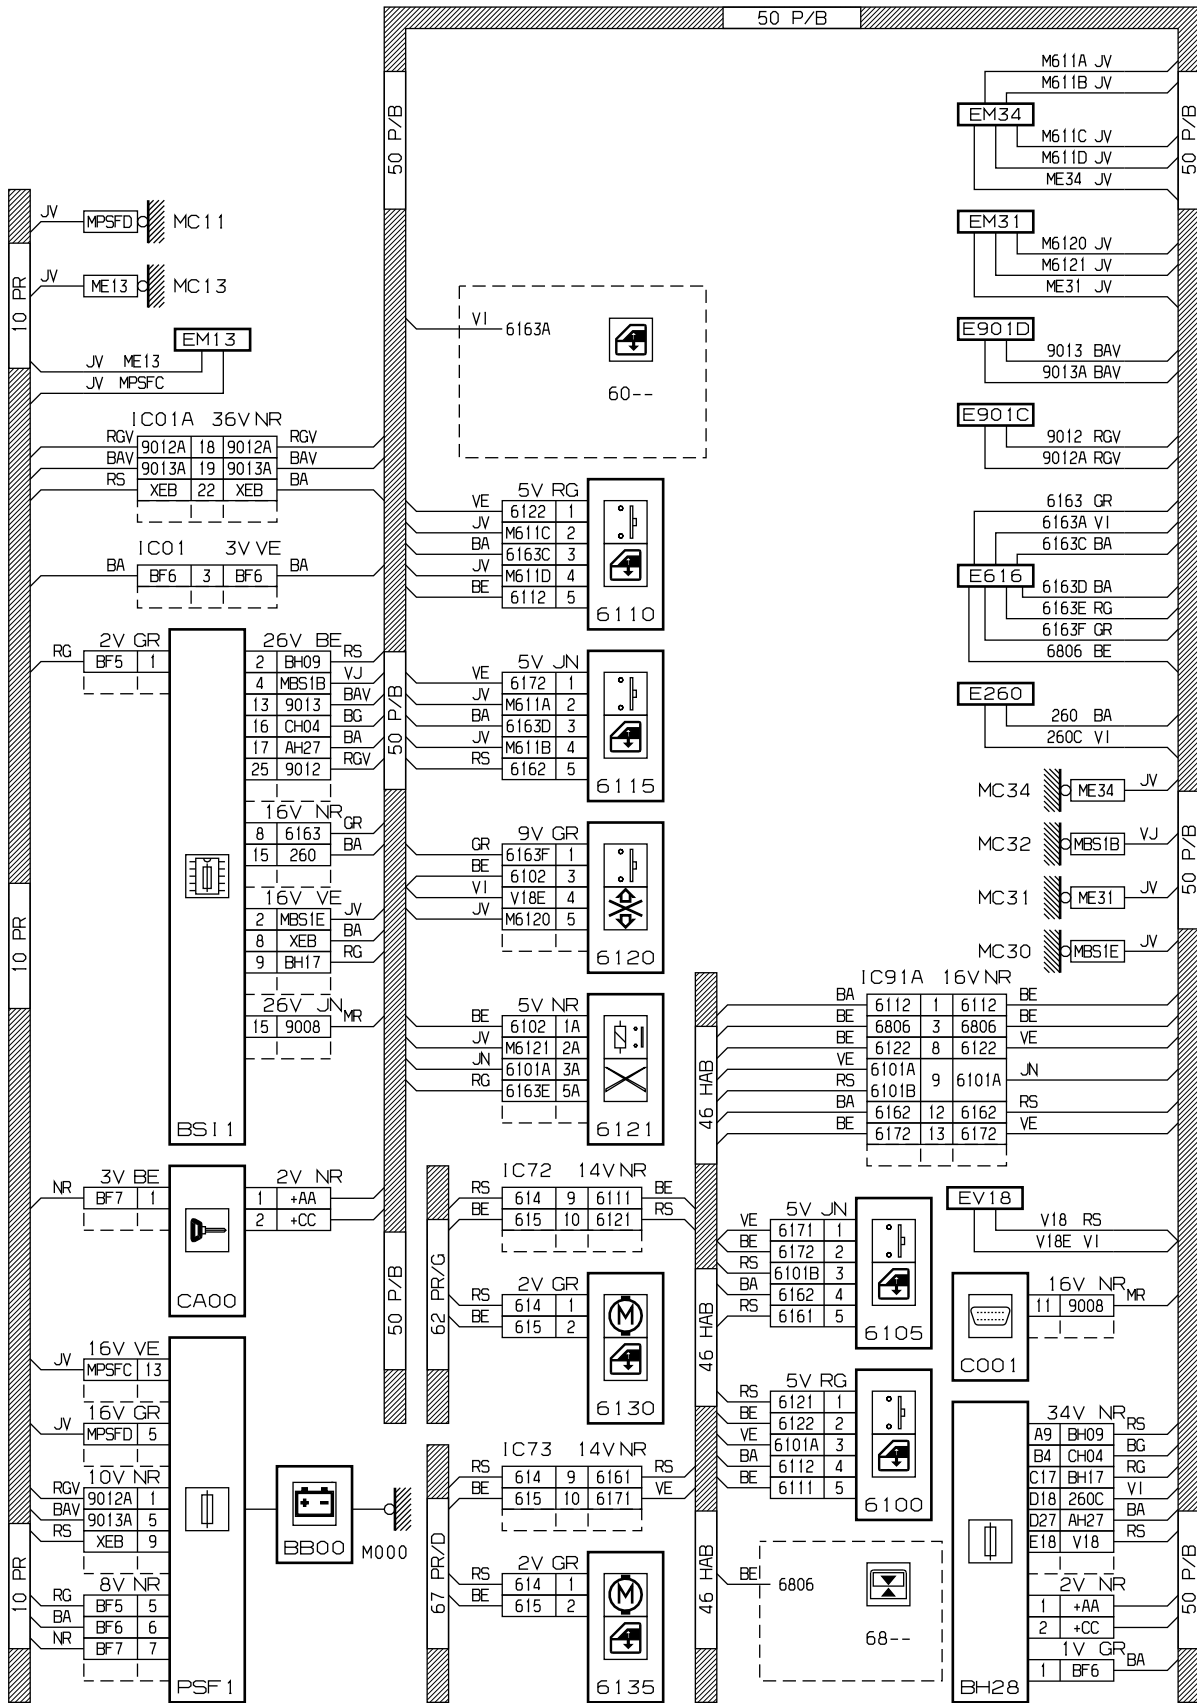 50 P/B
M611A JV
M611B JV
EM34
M611C JV
M611D JV
ME34 JV
50 P/B
50 P/B
EM31
M6120 JV
M6121 JV
ME31 JV
E901D
9013 BAV
9013A BAV
E901C
9012 RGV
9012A RGV
6163 GR
6163A VI
6163C BA
E616
6163D BA
6163E RG
6163F GR
6806 BE
E260
260 BA
260C VI
MC34 ME34 JV
MC32 MBS1B VJ
MC31 ME31 JV
MC30 MBS1E JV
50 P/B
10 PR
JV MPSFD MC11
JV ME13 MC13
EM13
JV ME13
JV MPSFC
IC01A 36V NR
RGV 9012A 18 9012A RGV
BAV 9013A 19 9013A BAV
RS XEB 22 XEB BA
IC01 3V VE
BA BF6 3 BF6 BA
2V GR
RG BF5 1
26V BE
2 BH09 RS
4 MBS1B VJ
13 9013 BAV
16 CH04 BG
17 AH27 BA
25 9012 RGV
16V NR
8 6163 GR
15 260 BA
16V VE
2 MBS1E JV
8 XEB BA
9 BH17 RG
26V JN
15 9008 MR
BSI1
10 PR
50 P/B
3V BE
NR BF7 1
2V NR
1 +AA
2 +CC
CA00
50 P/B
16V VE
JV MPSFC 13
16V GR
JV MPSFD 5
10V NR
RGV 9012A 1
BAV 9013A 5
RS XEB 9
8V NR
RG BF5 5
BA BF6 6
NR BF7 7
PSF1
10 PR
BB00
M000
VI 6163A
60--
5V RG
VE 6122 1
JV M611C 2
BA 6163C 3
JV M611D 4
BE 6112 5
6110
5V JN
VE 6172 1
JV M611A 2
BA 6163D 3
JV M611B 4
RS 6162 5
6115
9V GR
GR 6163F 1
BE 6102 3
VI V18E 4
JV M6120 5
6120
5V NR
BE 6102 1A
JV M6121 2A
JN 6101A 3A
RG 6163E 5A
6121
IC72 14V NR
RS 614 9 6111 BE
BE 615 10 6121 RS
62 PR/G
2V GR
RS 614 1
BE 615 2
M
6130
IC73 14V NR
RS 614 9 6161 RS
BE 615 10 6171 VE
67 PR/D
2V GR
RS 614 1
BE 615 2
M
6135
IC91A 16V NR
BA 6112 1 6112 BE
BE 6806 3 6806 BE
BE 6122 8 6122 VE
VE 6101A 9 6101A JN
RS 6101B
BA 6162 12 6162 RS
BE 6172 13 6172 VE
46 HAB
5V JN
VE 6171 1
BE 6172 2
RS 6101B 3
BA 6162 4
RS 6161 5
6105
46 HAB
5V RG
RS 6121 1
BE 6122 2
VE 6101A 3
BA 6112 4
BE 6111 5
6100
46 HAB
BE 6806
68--
EV18
V18 RS
V18E VI
16V NR
11 9008 MR
C001
34V NR
A9 BH09 RS
B4 CH04 BG
C17 BH17 RG
D18 260C VI
D27 AH27 BA
E18 V18 RS
2V NR
1 +AA
2 +CC
1V GR
1 BF6 BA
BH28
50 P/B